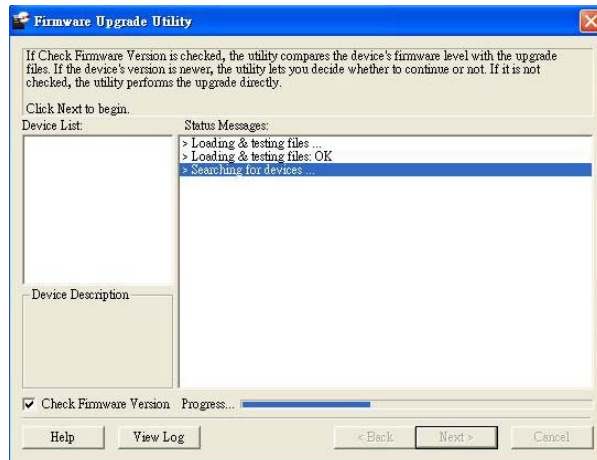 Firmware Upgrade Utility
If Check Firmware Version is checked, the utility compares the device's firmware level with the upgrade
files. If the device's version is newer, the utility lets you decide whether to continue or not. If it is not
checked, the utility performs the upgrade directly.
Click Next to begin.
Device List:
Status Messages:
> Loading & testing files ...
> Loading & testing files: OK
> Searching for devices ...
Device Description
Check Firmware Version
Progress...
Help
View Log
< Back
Next >
Cancel